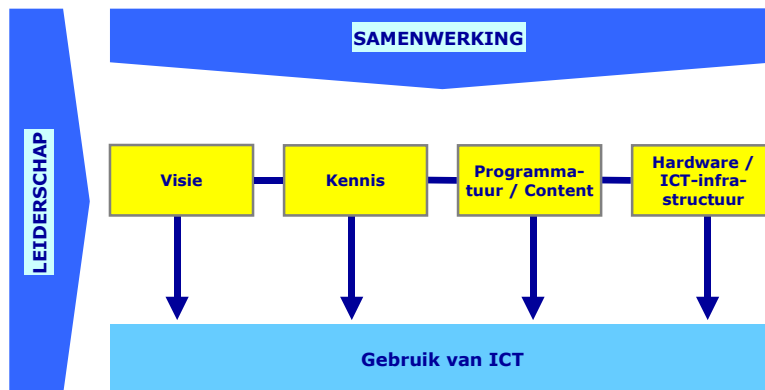 SAMENWERKING
LEIDERSCHAP
Visie
Kennis
Programma-
tuur / Content
Hardware /
ICT-infra-
structuur
Gebruik van ICT